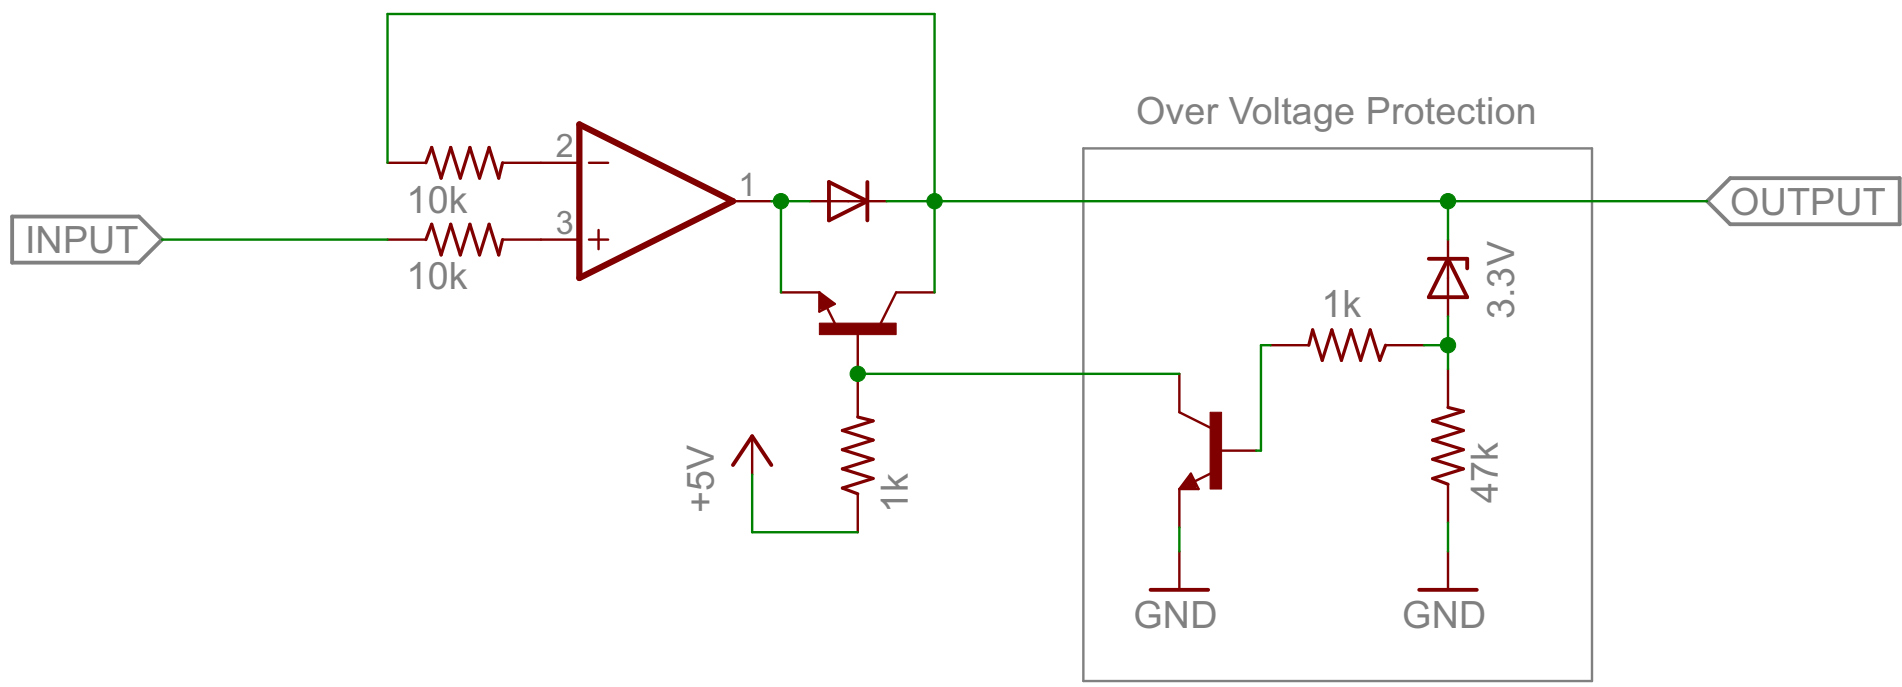 Over Voltage Protection
2
1
10k
3
INPUT
10k
OUTPUT
3.3V
1k
+5V
1k
47k
GND
GND